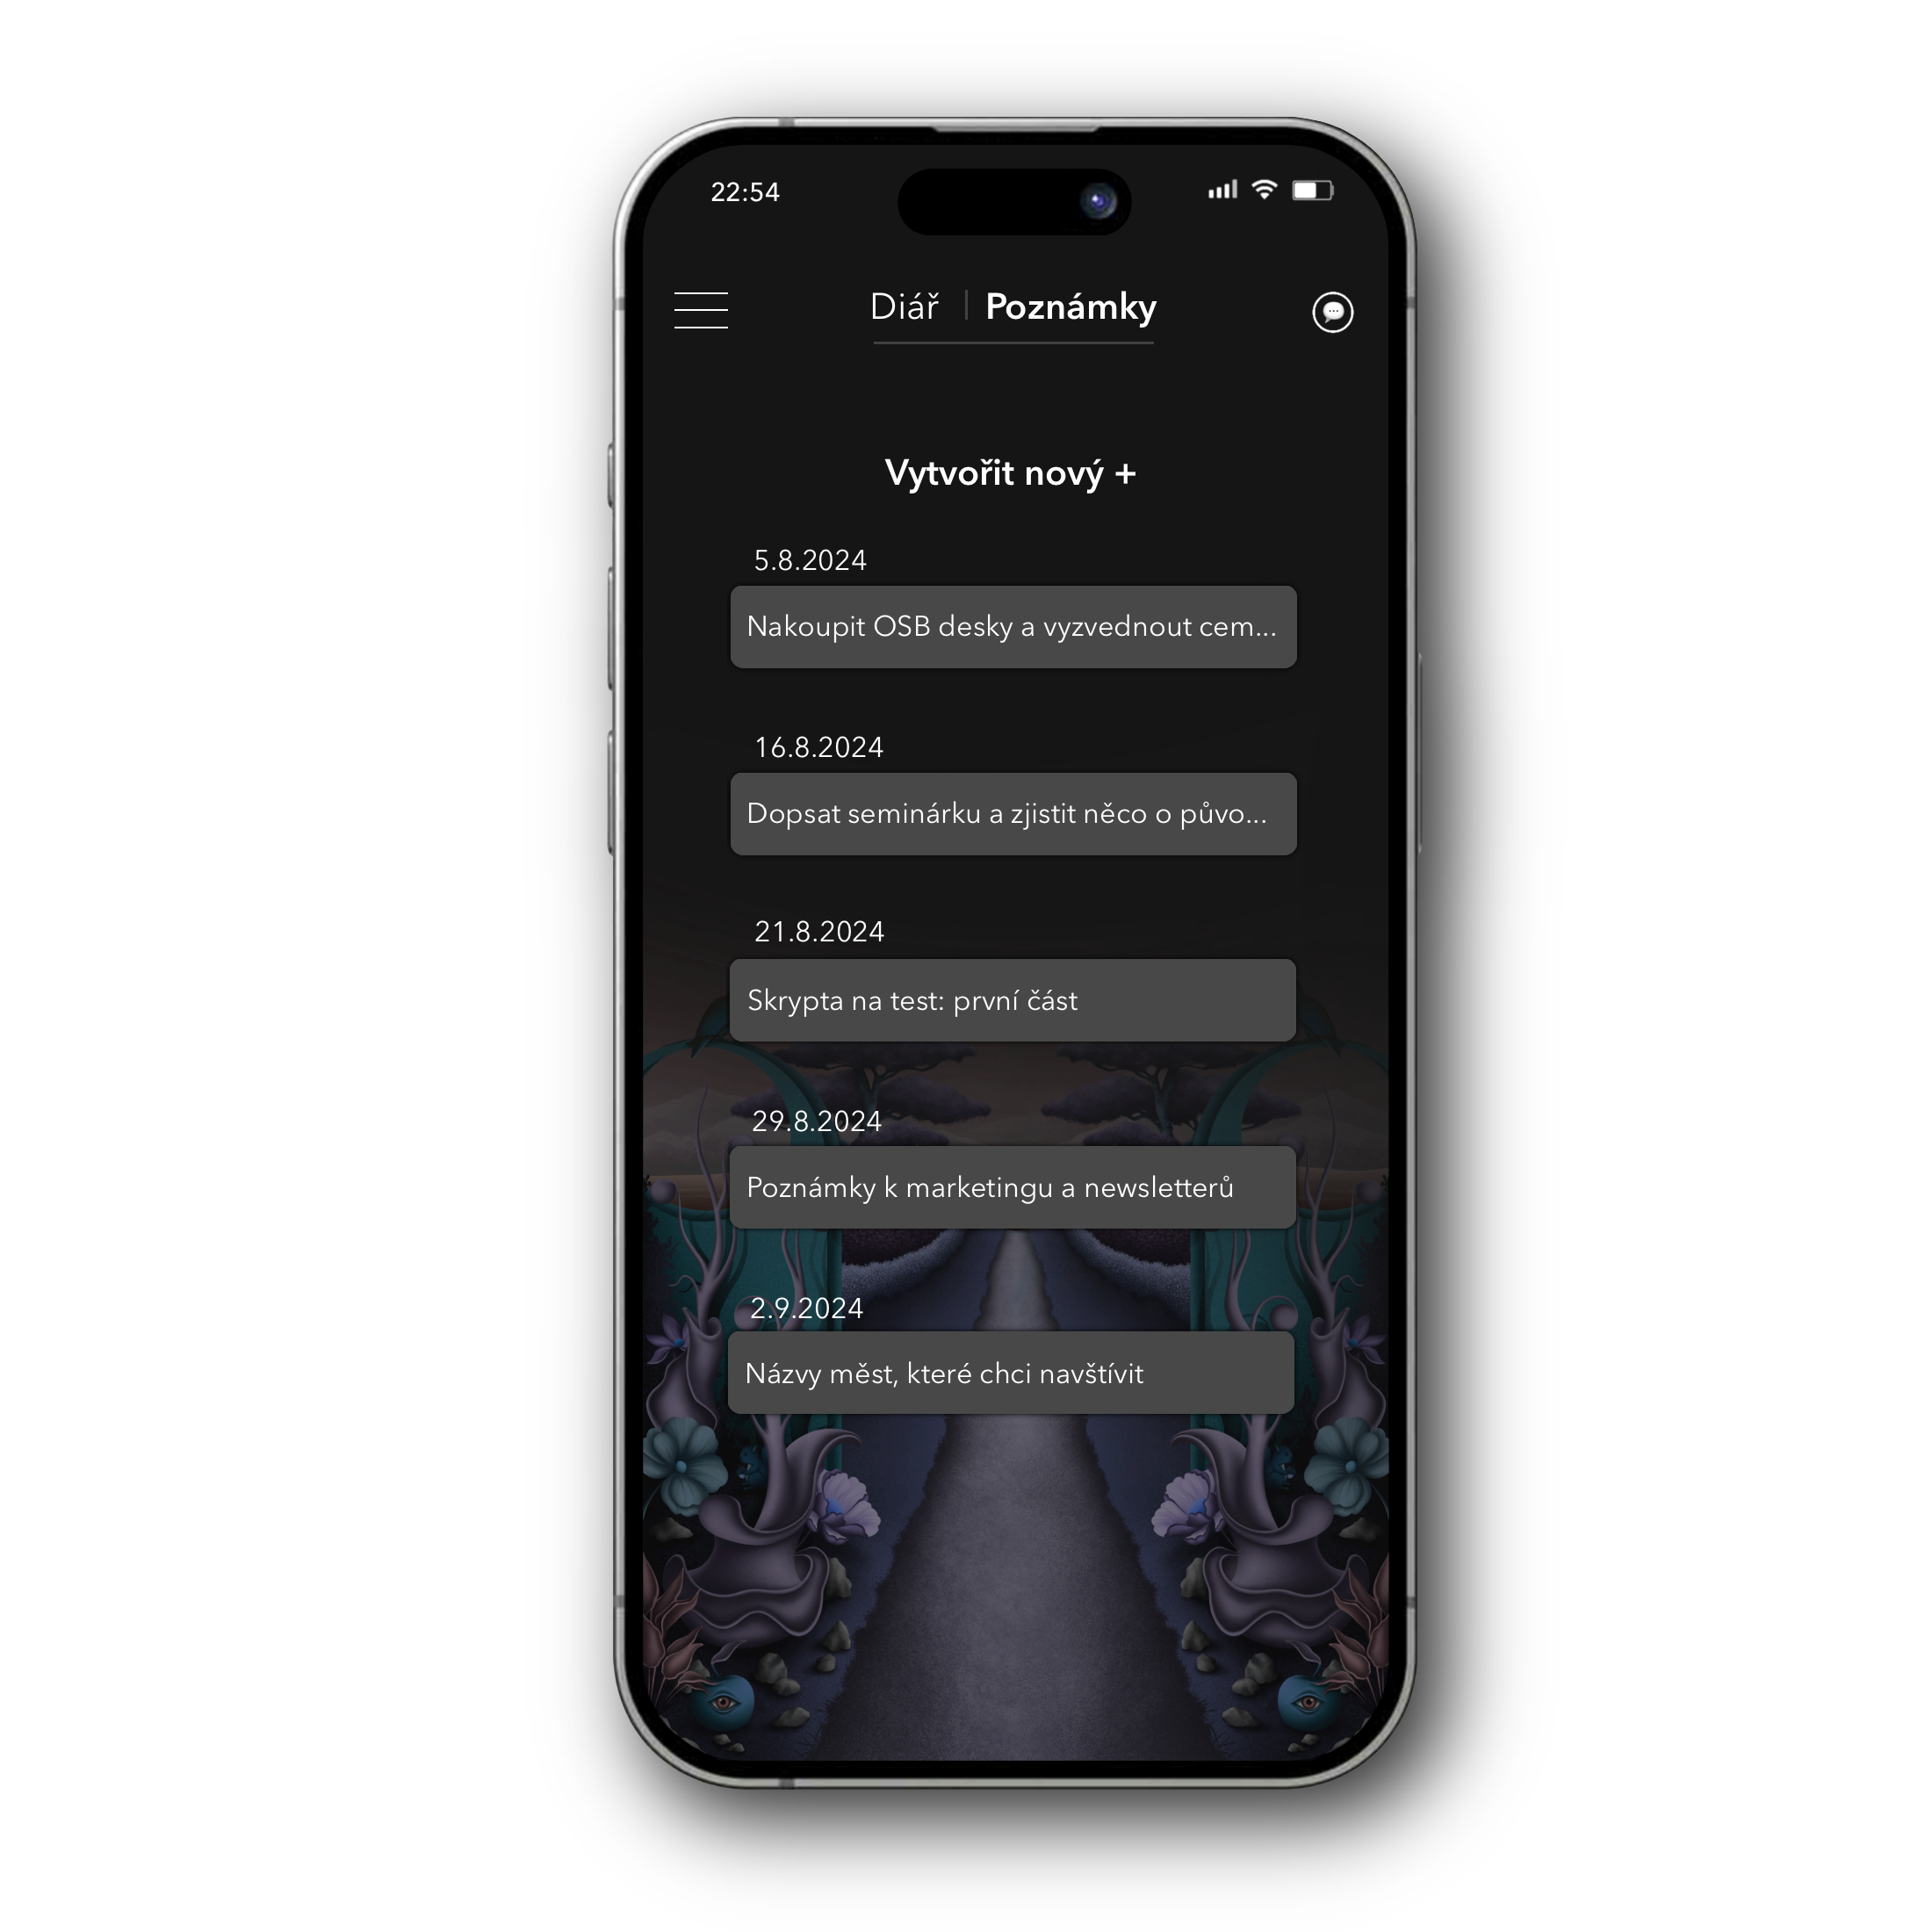 22:54
Diář | Poznámky
Vytvořit nový +
5.8.2024
Nakoupit OSB desky a vyzvednout cem...
16.8.2024
Dopsat seminárku a zjistit něco o půvo...
21.8.2024
Skrypta na test: první část
29.8.2024
Poznámky k marketingu a newsletterů
2.9.2024
Názvy měst, které chci navštívit